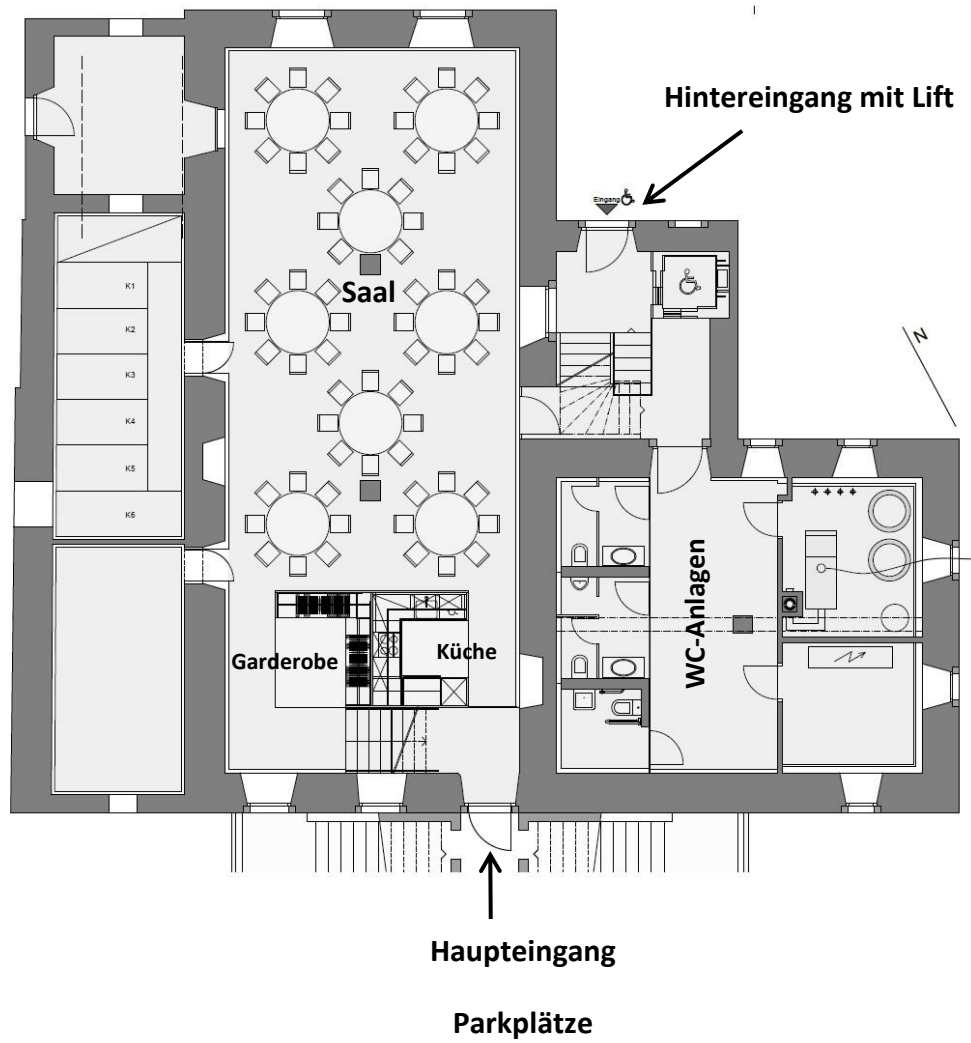 Hintereingang mit Lift
Eingang
K1
K2
Saal
N
K3
K4
K5
K6
WC-Anlagen
Garderobe
Küche
Haupteingang
Parkplätze